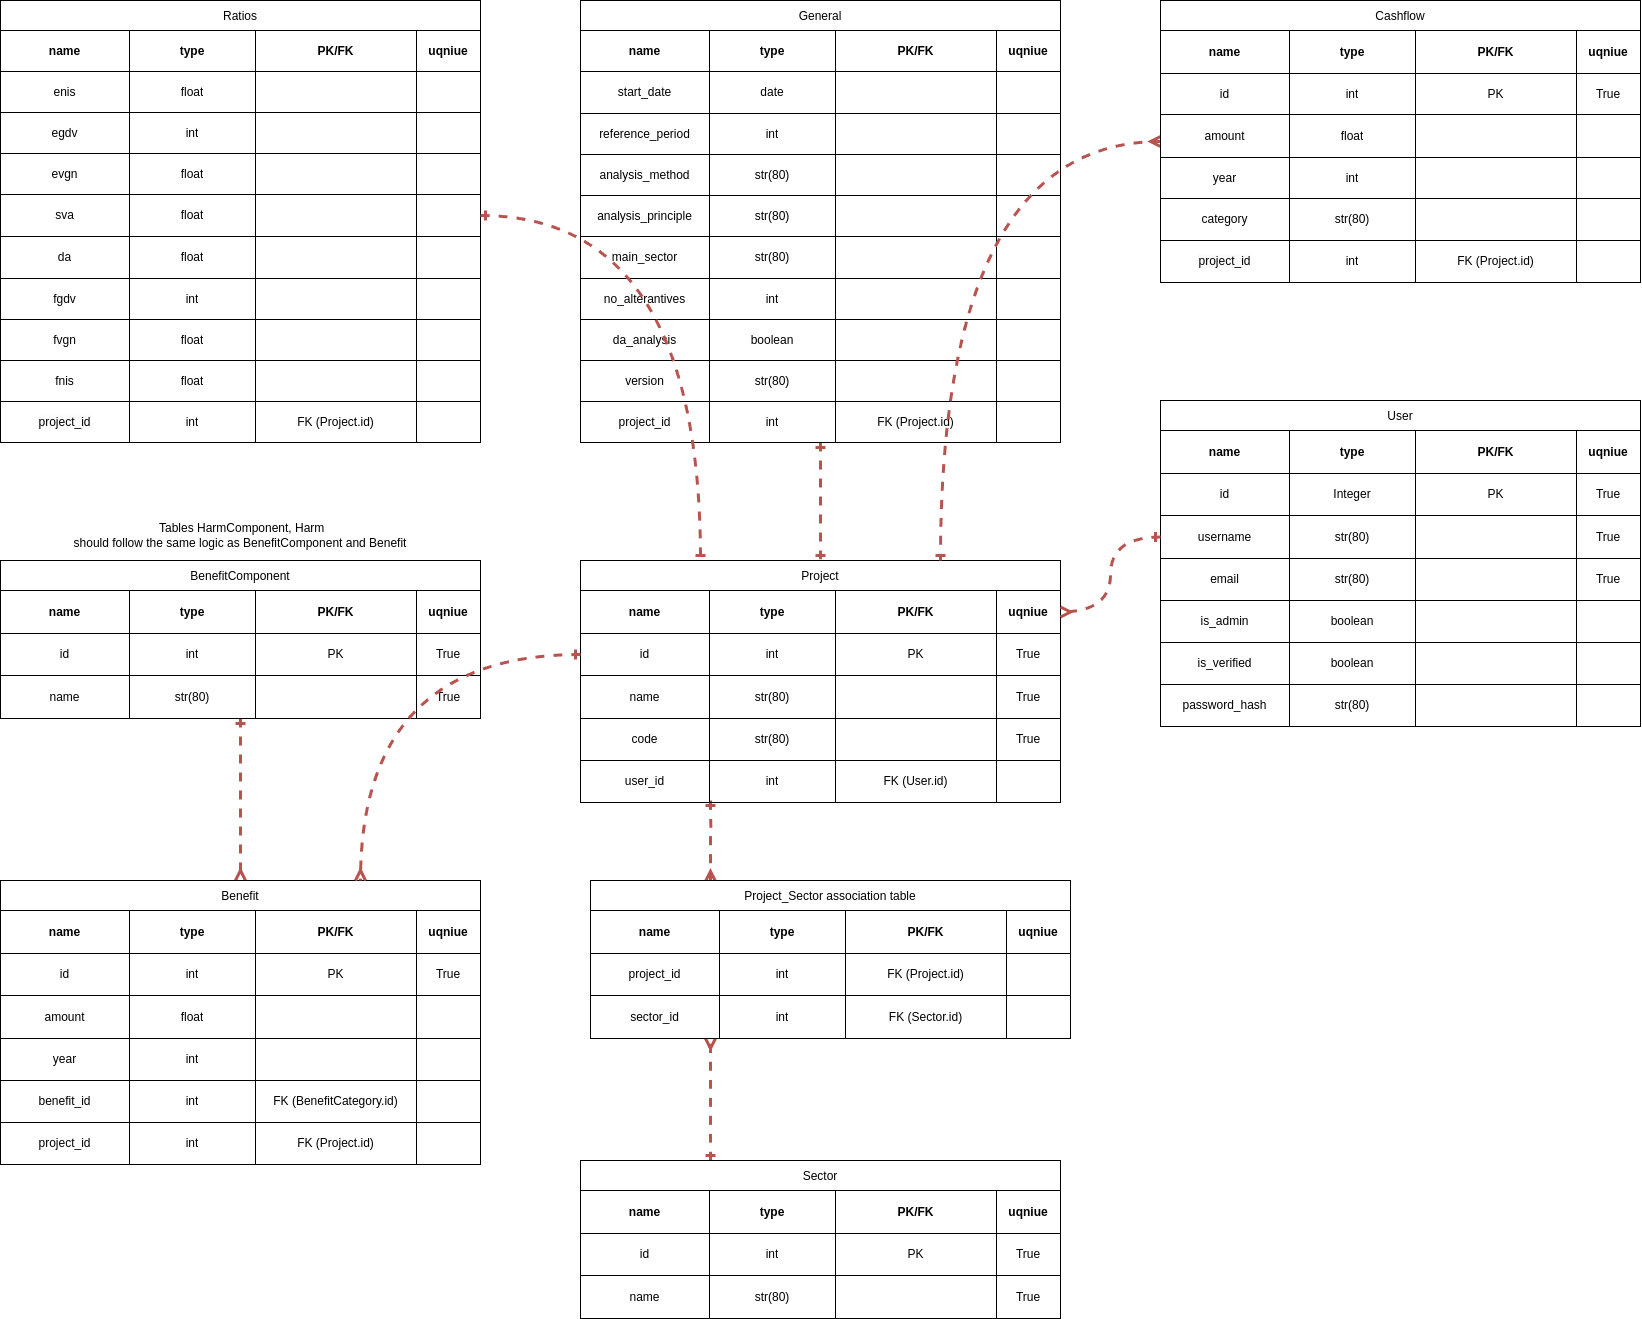 Ratios
name type PK/FK uqniue
enis float
egdv int
evgn float
sva float
da float
fgdv int
fvgn float
fnis float
project_id int FK (Project.id)
General
name type PK/FK uqniue
start_date date
reference_period int
analysis_method str(80)
analysis_principle str(80)
main_sector str(80)
no_alterantives int
da_analysis boolean
version str(80)
project_id int FK (Project.id)
Cashflow
name type PK/FK uqniue
id int PK True
amount float
year int
category str(80)
project_id int FK (Project.id)
User
name type PK/FK uqniue
id Integer PK True
username str(80) True
email str(80) True
is_admin boolean
is_verified boolean
password_hash str(80)
Tables HarmComponent, Harm
should follow the same logic as BenefitComponent and Benefit
BenefitComponent
name type PK/FK uqniue
id int PK True
name str(80) True
Project
name type PK/FK uqniue
id int PK True
name str(80) True
code str(80) True
user_id int FK (User.id)
Benefit
name type PK/FK uqniue
id int PK True
amount float
year int
benefit_id int FK (BenefitCategory.id)
project_id int FK (Project.id)
Project_Sector association table
name type PK/FK uqniue
project_id int FK (Project.id)
sector_id int FK (Sector.id)
Sector
name type PK/FK uqniue
id int PK True
name str(80) True